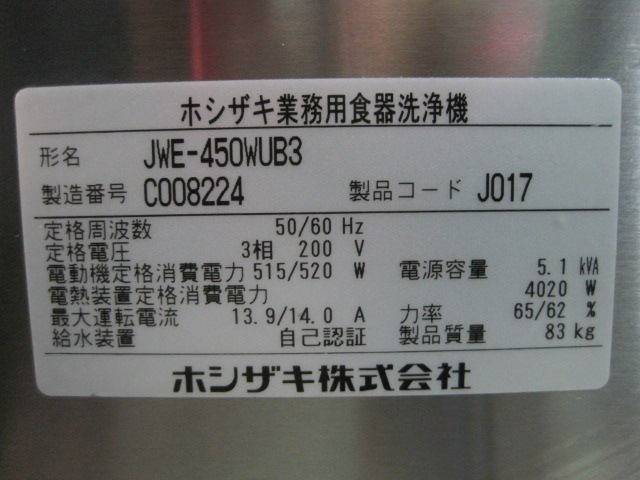 ホシザキ業務用食器洗浄機
形名 JWE-450WUB3
製造番号 C008224 製品コード J017
定格周波数 50/60 Hz
定格電圧 3相 200 V
電動機定格消費電力 515/520 W 電源容量 5.1 kVA
電熱装置定格消費電力 4020 W
最大運転電流 13.9/14.0 A 力率 65/62 %
給水装置 自己認証 製品質量 83 kg
ホシザキ株式会社